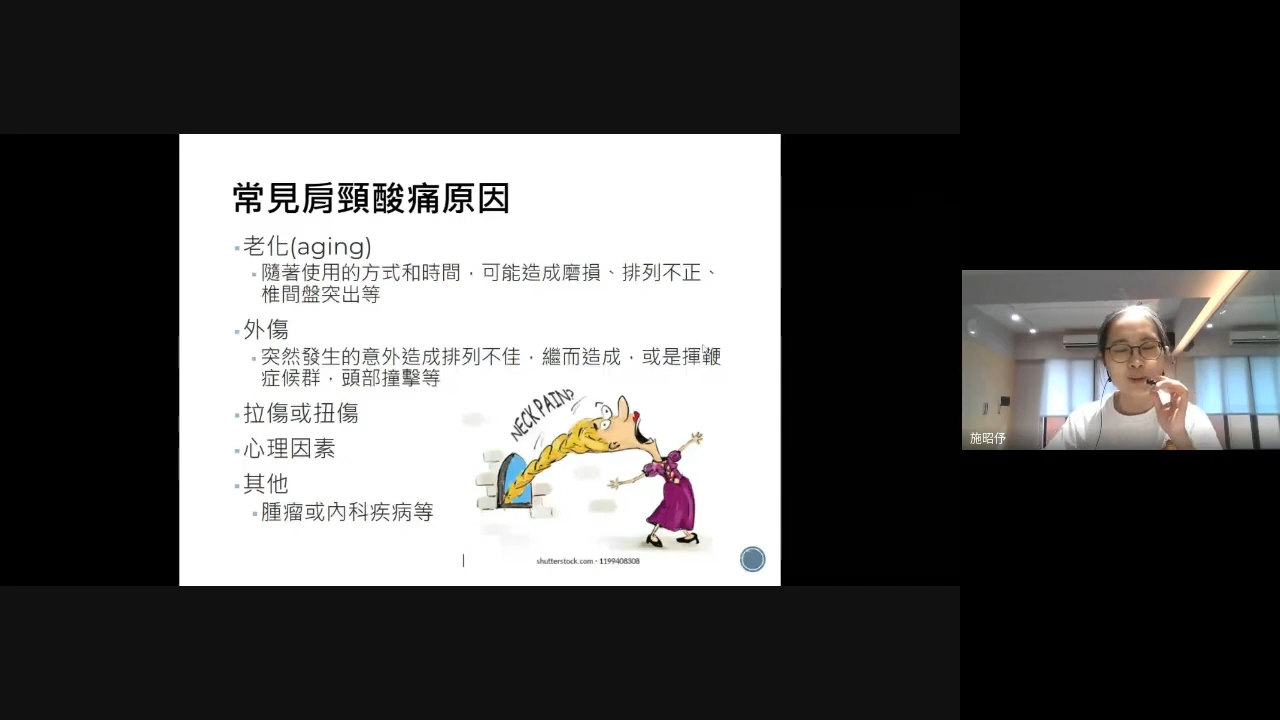 常見肩頸酸痛原因
老化(aging)
隨著使用的方式和時間，可能造成磨損、排列不正、
椎間盤突出等
外傷
突然發生的意外造成排列不佳，繼而造成，或是揮鞭
症候群，頭部撞擊等
拉傷或扭傷
心理因素
其他
腫瘤或內科疾病等
NECK PAIN?
shutterstock.com · 1199408308
施昭伃